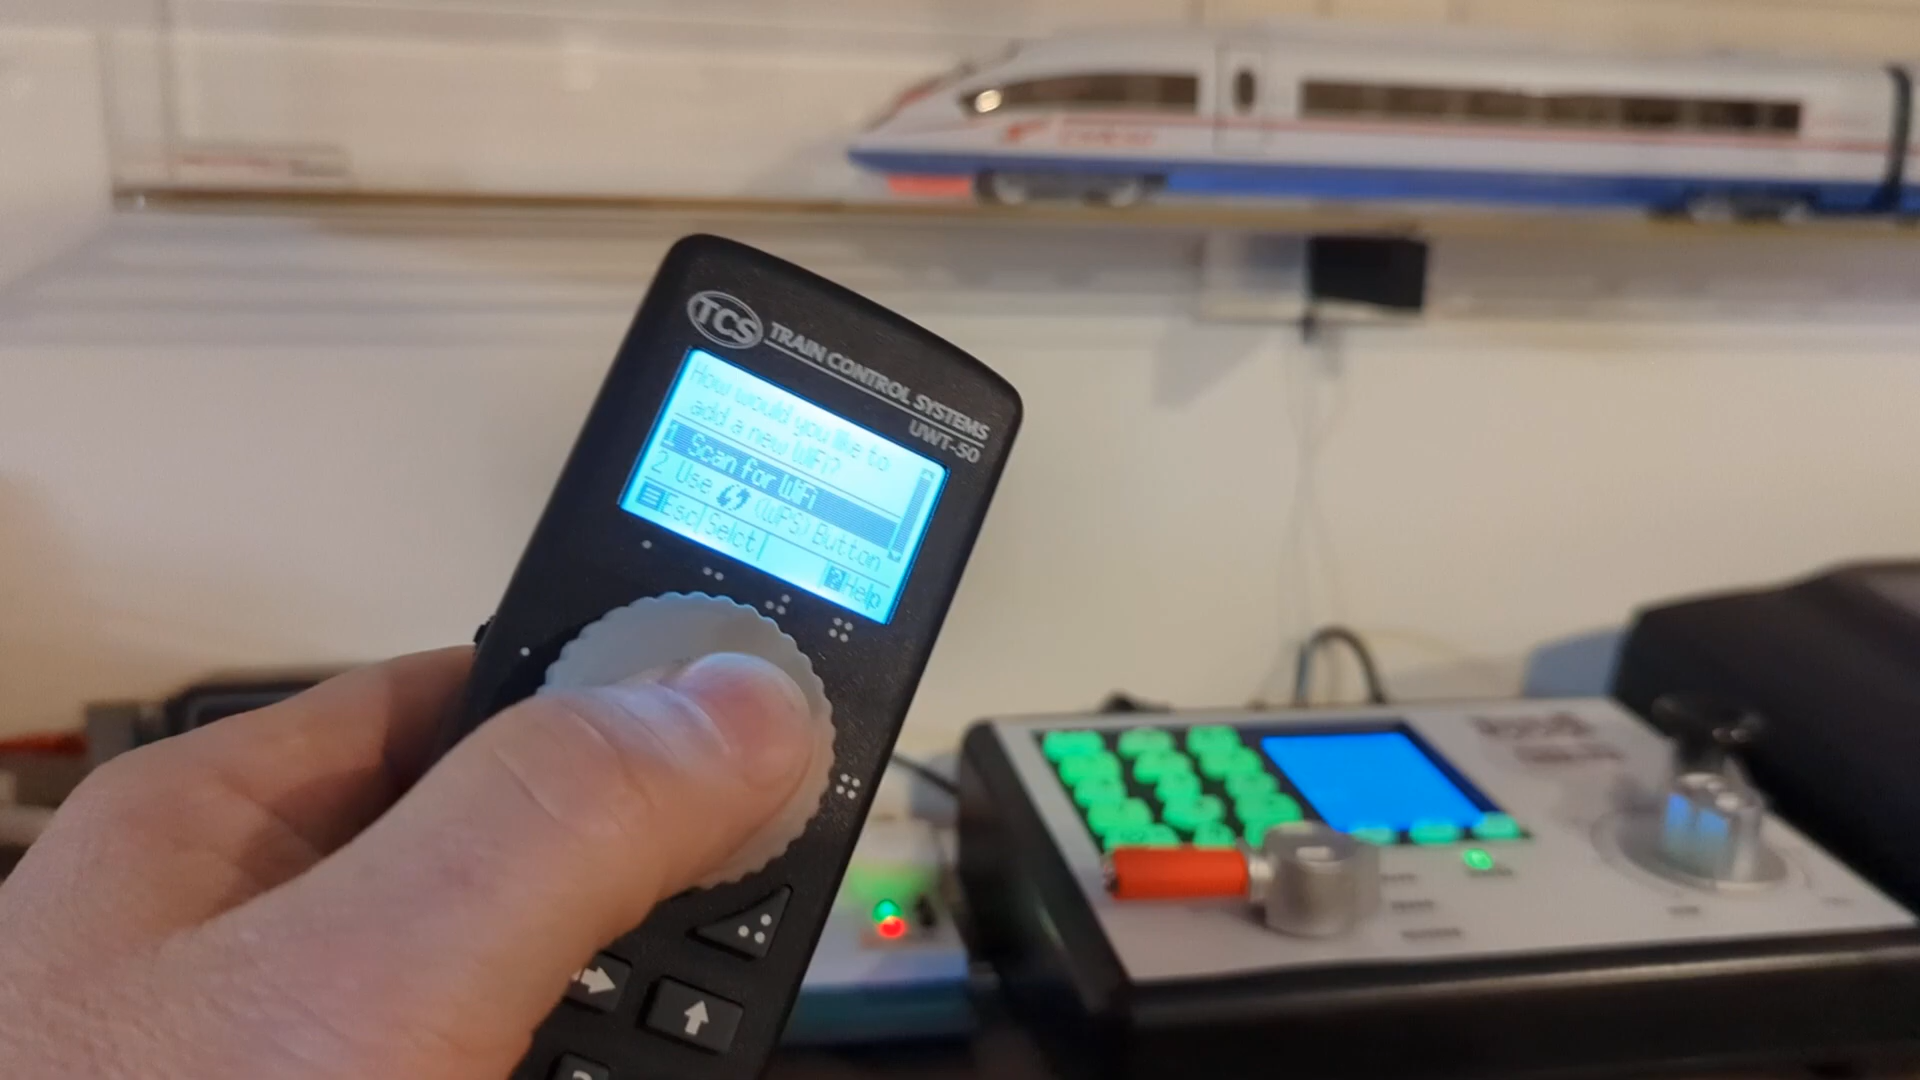 TCS TRAIN CONTROL SYSTEMS
UWT-50
How would you like to
add a new WiFi?
1 Scan for WiFi
2 Use (WPS) Button
Esc|Selct|
?Help